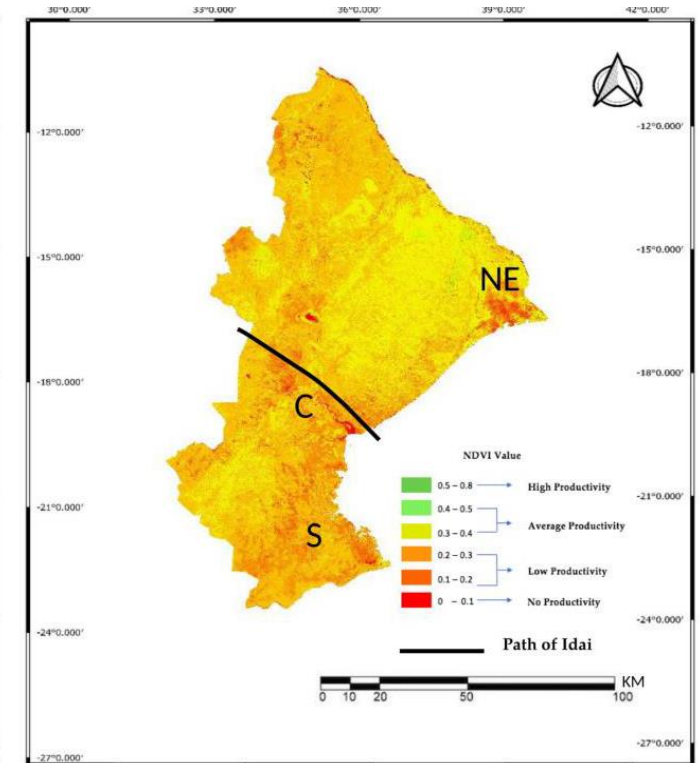 30°0.000′ 33°0.000′ 36°0.000′ 39°0.000′ 42°0.000′
-12°0.000′ -12°0.000′
-15°0.000′ -15°0.000′
NE
-18°0.000′ -18°0.000′
C
NDVI Value
0.5 – 0.8 High Productivity
0.4 – 0.5
Average Productivity
0.3 – 0.4
-21°0.000′ -21°0.000′
S
0.2 – 0.3
Low Productivity
0.1 – 0.2
0 – 0.1 No Productivity
-24°0.000′ -24°0.000′
Path of Idai
KM
0 10 20 50 100
-27°0.000′ -27°0.000′